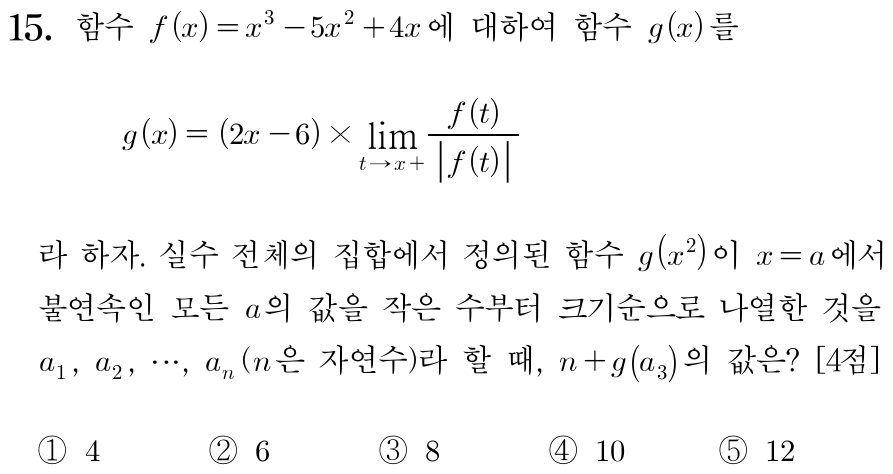 15. 함수 f(x)=x³-5x²+4x에 대하여 함수 g(x)를
g(x)=(2x-6)×lim_{t→x+} f(t)/|f(t)|
라 하자. 실수 전체의 집합에서 정의된 함수 g(x²)이 x=a에서
불연속인 모든 a의 값을 작은 수부터 크기순으로 나열한 것을
a₁, a₂, ⋯, aₙ(n은 자연수)라 할 때, n+g(a₃)의 값은? [4점]
① 4 ② 6 ③ 8 ④ 10 ⑤ 12